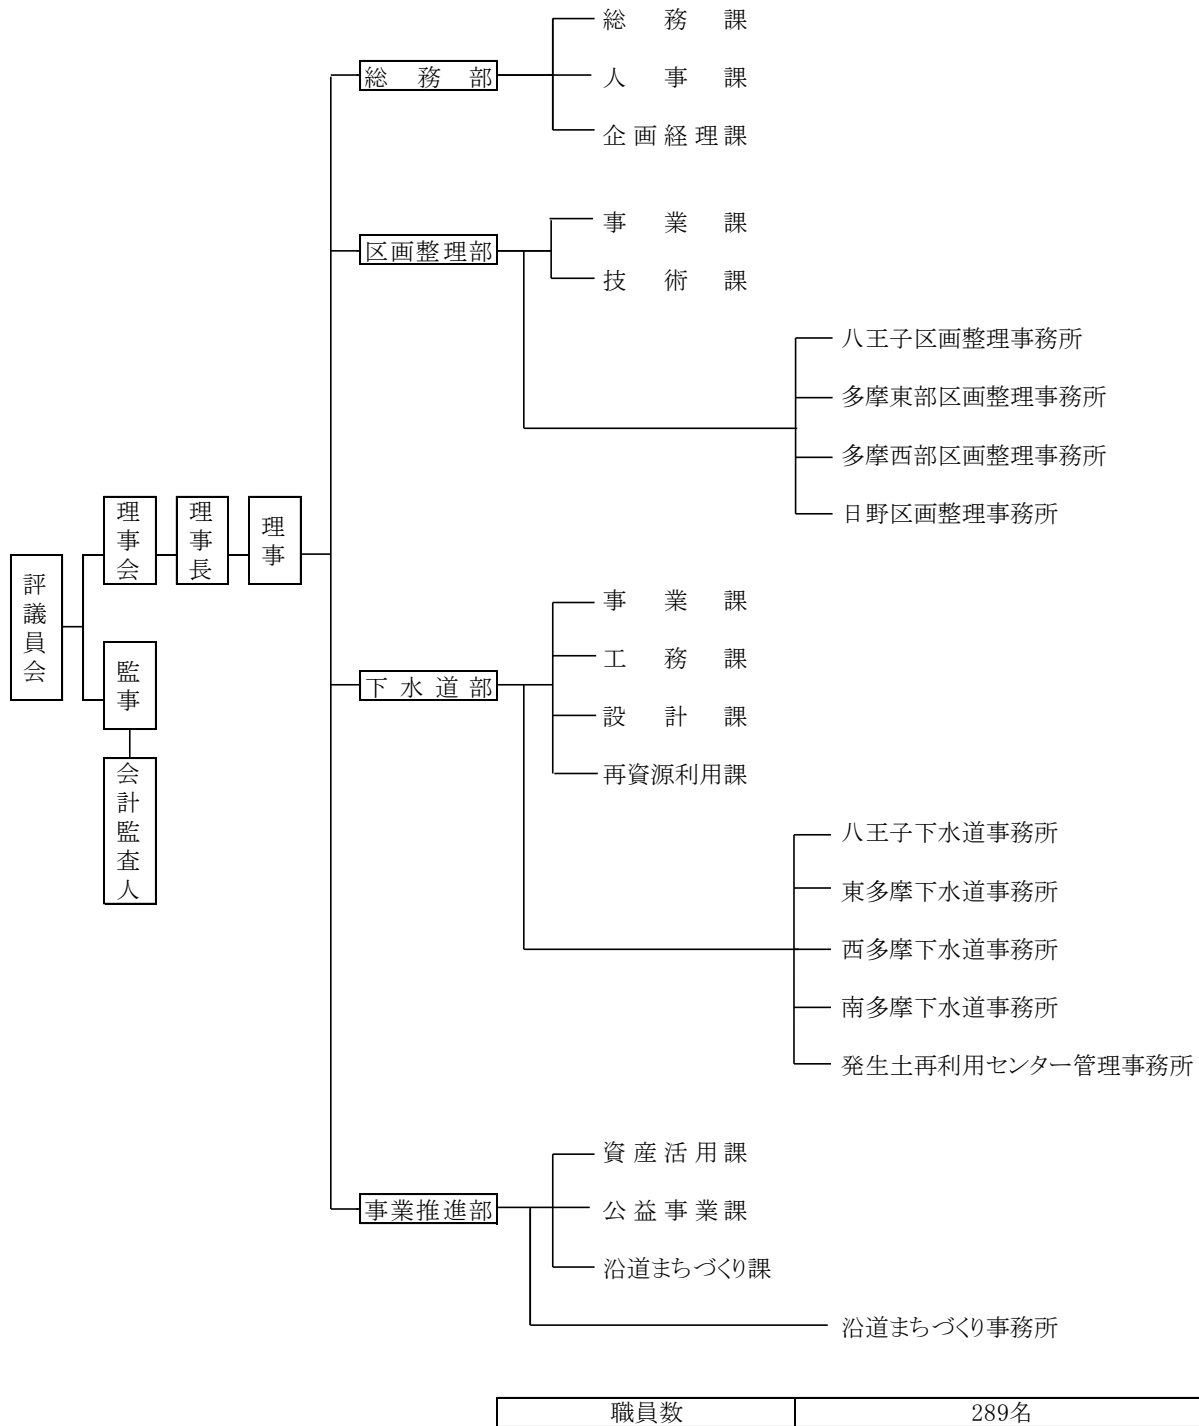 総務課
総務部
人事課
企画経理課
事業課
区画整理部
技術課
八王子区画整理事務所
多摩東部区画整理事務所
多摩西部区画整理事務所
日野区画整理事務所
評議員会
理事会
理事長
理事
監事
会計監査人
事業課
工務課
下水道部
設計課
再資源利用課
八王子下水道事務所
東多摩下水道事務所
西多摩下水道事務所
南多摩下水道事務所
発生土再利用センター管理事務所
資産活用課
事業推進部
公益事業課
沿道まちづくり課
沿道まちづくり事務所
職員数 289名